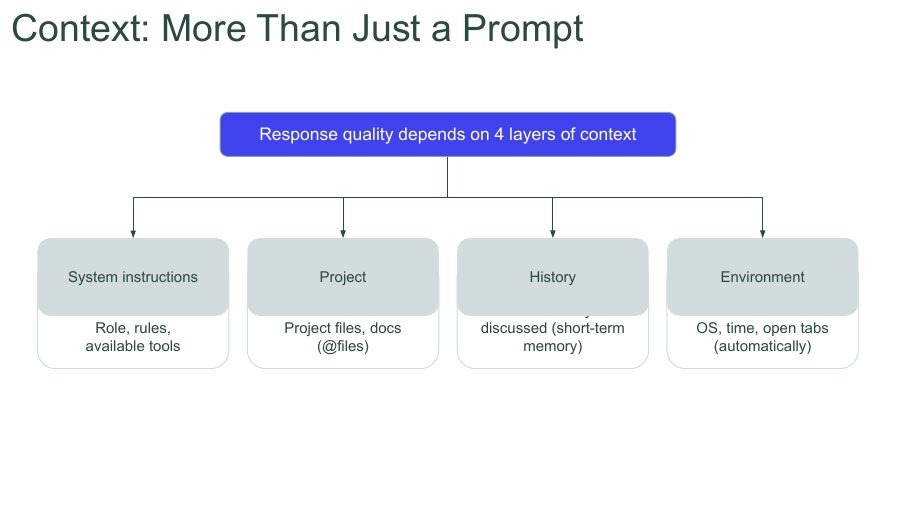 Context: More Than Just a Prompt
Response quality depends on 4 layers of context
System instructions
Role, rules,
available tools
Project
Project files, docs
(@files)
History
discussed (short-term
memory)
Environment
OS, time, open tabs
(automatically)